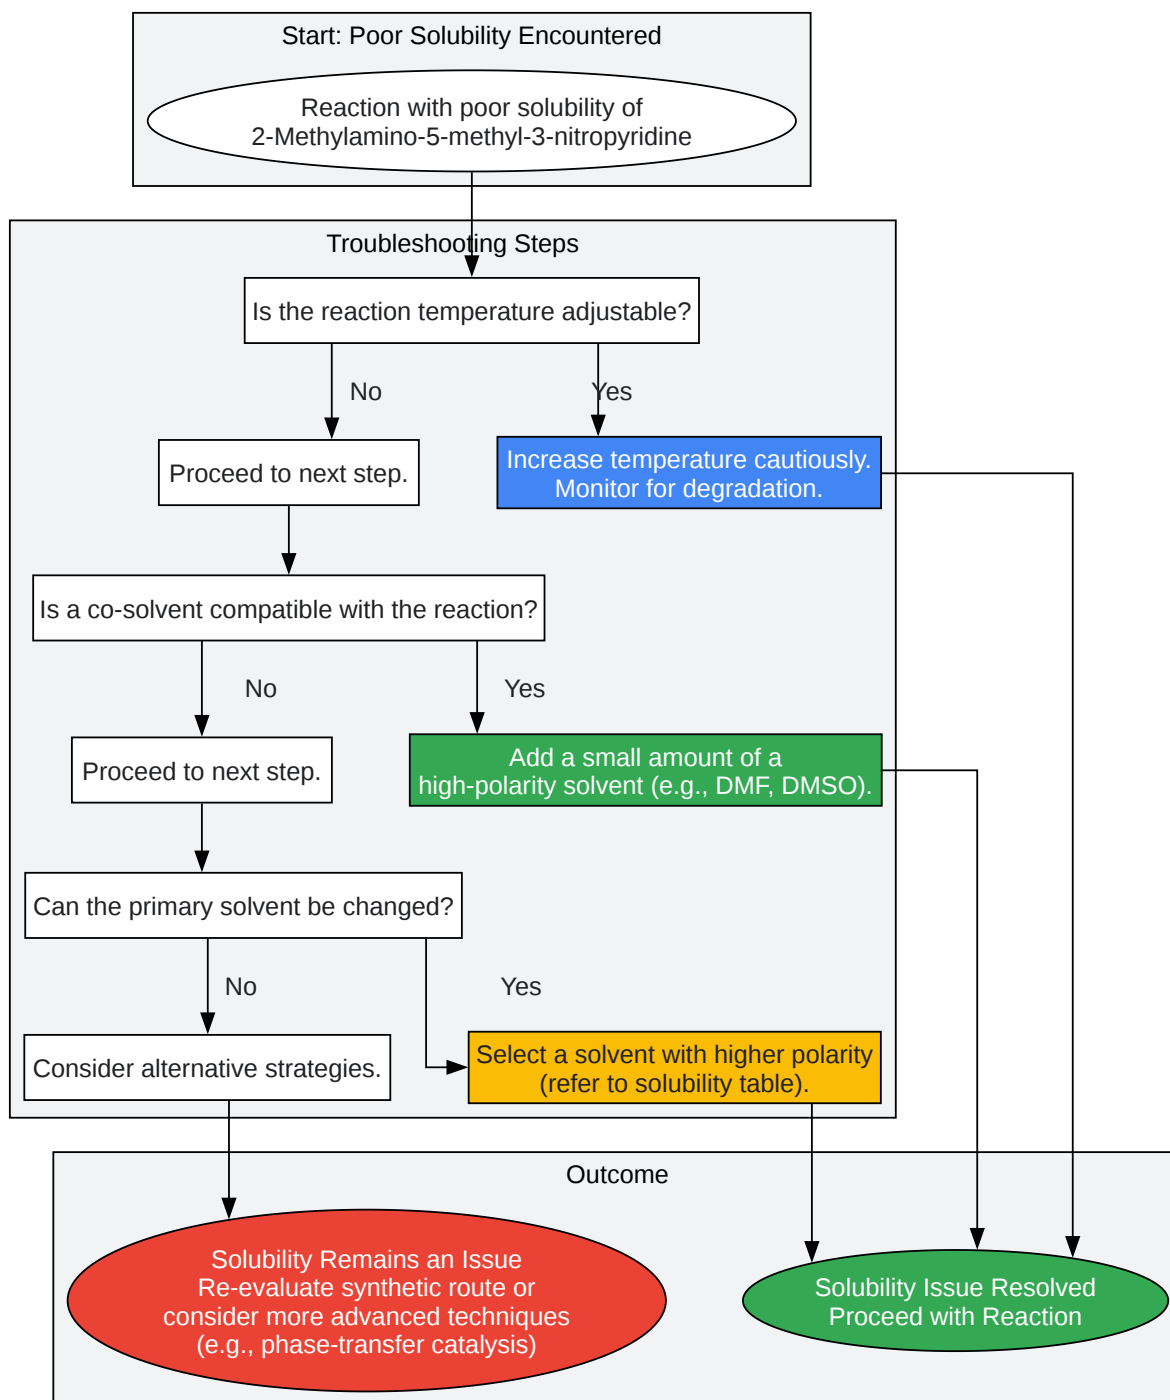 Start: Poor Solubility Encountered
Reaction with poor solubility of
2-Methylamino-5-methyl-3-nitropyridine
Troubleshooting Steps
Is the reaction temperature adjustable?
No
Yes
Proceed to next step.
Increase temperature cautiously.
Monitor for degradation.
Is a co-solvent compatible with the reaction?
No
Yes
Proceed to next step.
Add a small amount of a
high-polarity solvent (e.g., DMF, DMSO).
Can the primary solvent be changed?
No
Yes
Consider alternative strategies.
Select a solvent with higher polarity
(refer to solubility table).
Outcome
Solubility Remains an Issue
Re-evaluate synthetic route or
consider more advanced techniques
(e.g., phase-transfer catalysis)
Solubility Issue Resolved
Proceed with Reaction